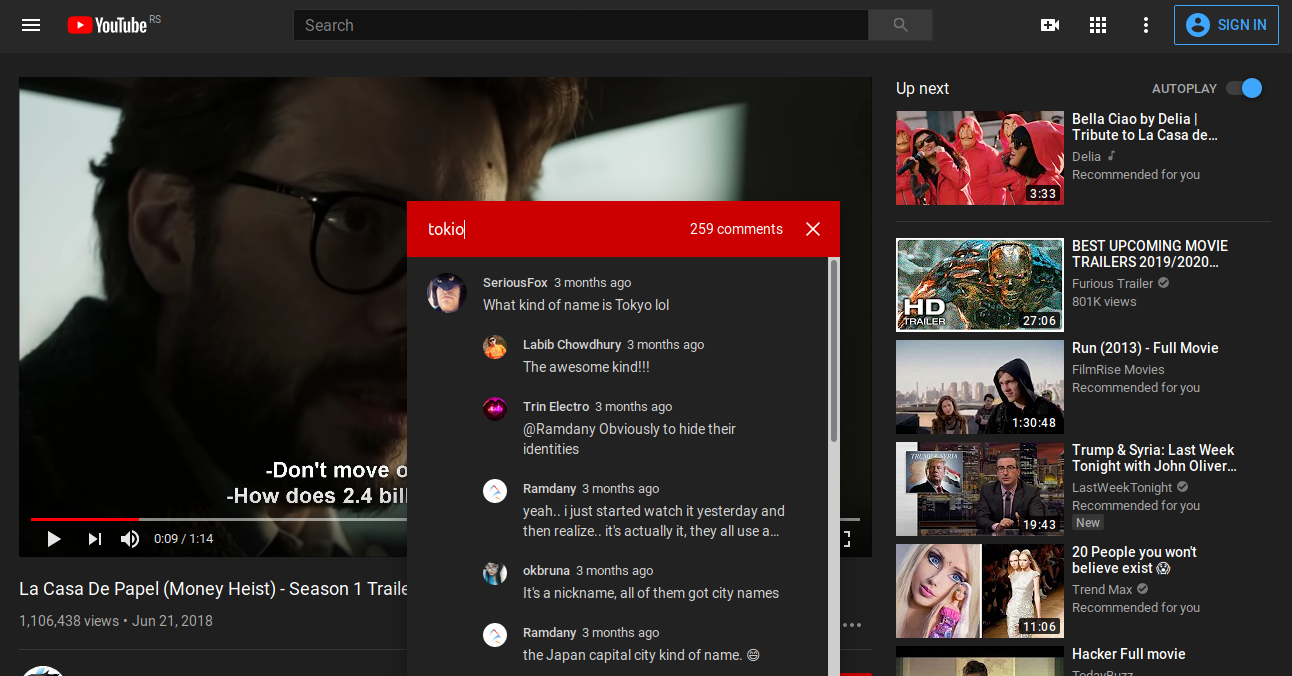 YouTube RS
Search
SIGN IN
-Don't move o
-How does 2.4 bill
0:09 / 1:14
La Casa De Papel (Money Heist) - Season 1 Traile
1,106,438 views • Jun 21, 2018
tokio
259 comments
SeriousFox 3 months ago
What kind of name is Tokyo lol
Labib Chowdhury 3 months ago
The awesome kind!!!
Trin Electro 3 months ago
@Ramdany Obviously to hide their
identities
Ramdany 3 months ago
yeah.. i just started watch it yesterday and
then realize.. it's actually it, they all use a…
okbruna 3 months ago
It's a nickname, all of them got city names
Ramdany 3 months ago
the Japan capital city kind of name. 😅
Up next
AUTOPLAY
3:33
Bella Ciao by Delia |
Tribute to La Casa de…
Delia
Recommended for you
HD
TRAILER
27:06
BEST UPCOMING MOVIE
TRAILERS 2019/2020…
Furious Trailer
801K views
1:30:48
Run (2013) - Full Movie
FilmRise Movies
Recommended for you
TRUMP & SYRIA
19:43
Trump & Syria: Last Week
Tonight with John Oliver…
LastWeekTonight
Recommended for you
New
11:06
20 People you won't
believe exist 😱
Trend Max
Recommended for you
Hacker Full movie
TodayBuzz